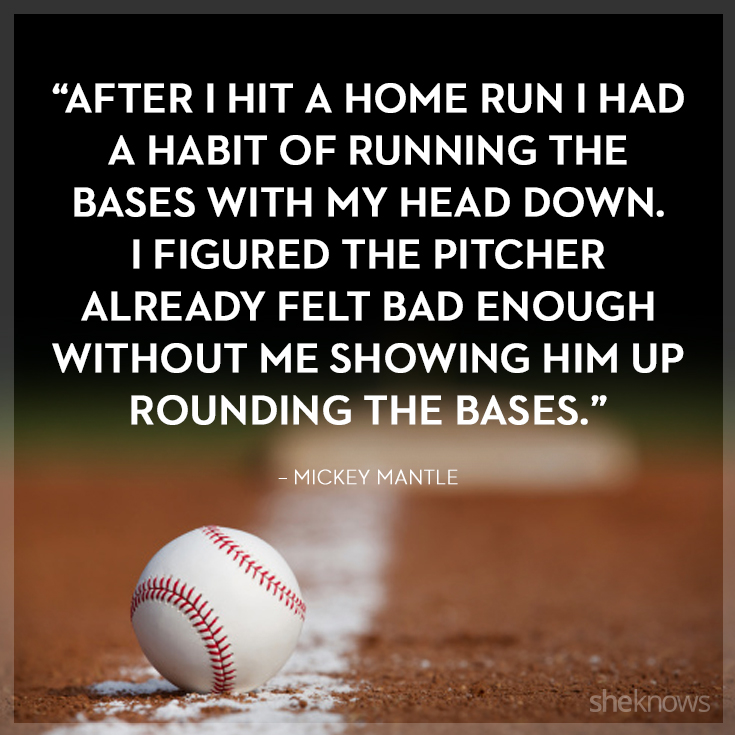 “AFTER I HIT A HOME RUN I HAD
A HABIT OF RUNNING THE
BASES WITH MY HEAD DOWN.
I FIGURED THE PITCHER
ALREADY FELT BAD ENOUGH
WITHOUT ME SHOWING HIM UP
ROUNDING THE BASES.”
– MICKEY MANTLE
sheknows